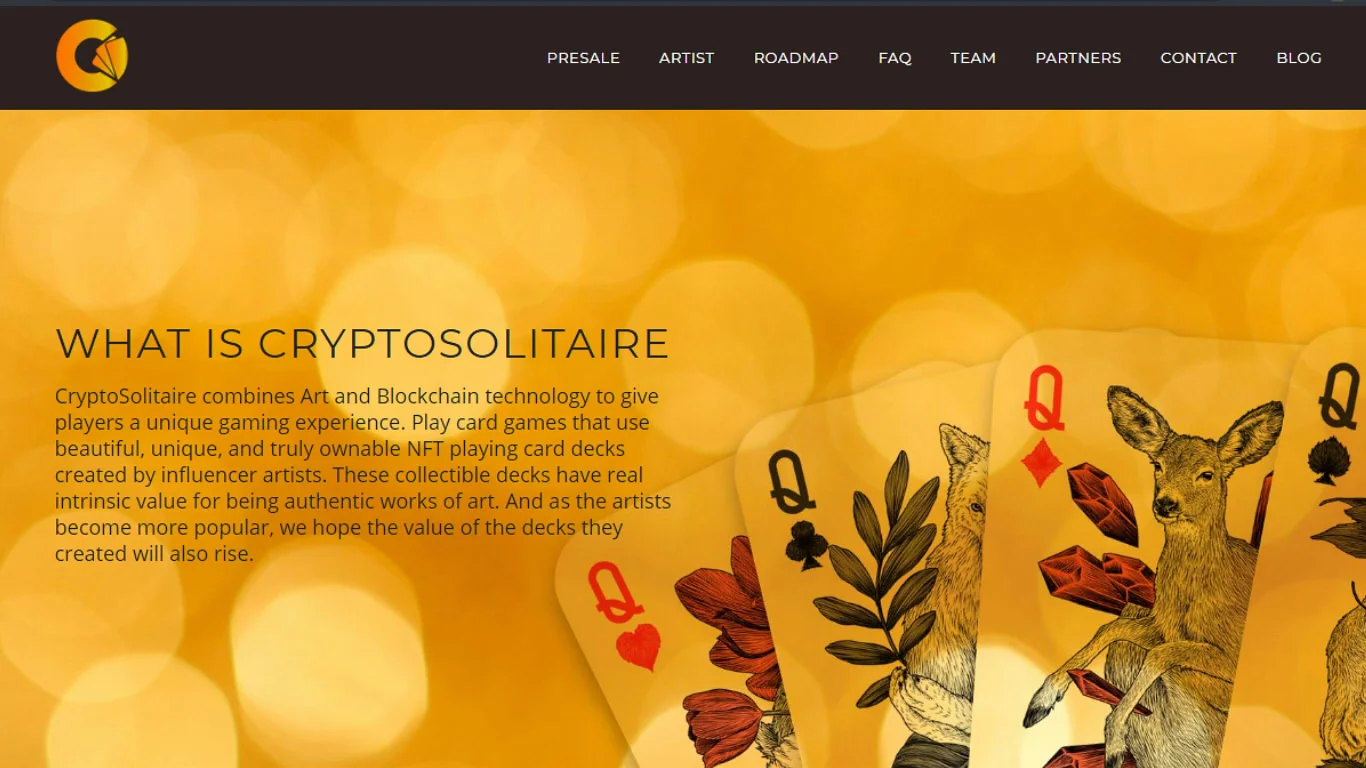 PRESALE ARTIST ROADMAP FAQ TEAM PARTNERS CONTACT BLOG
WHAT IS CRYPTOSOLITAIRE
CryptoSolitaire combines Art and Blockchain technology to give
players a unique gaming experience. Play card games that use
beautiful, unique, and truly ownable NFT playing card decks
created by influencer artists. These collectible decks have real
intrinsic value for being authentic works of art. And as the artists
become more popular, we hope the value of the decks they
created will also rise.
Q
Q
Q
Q